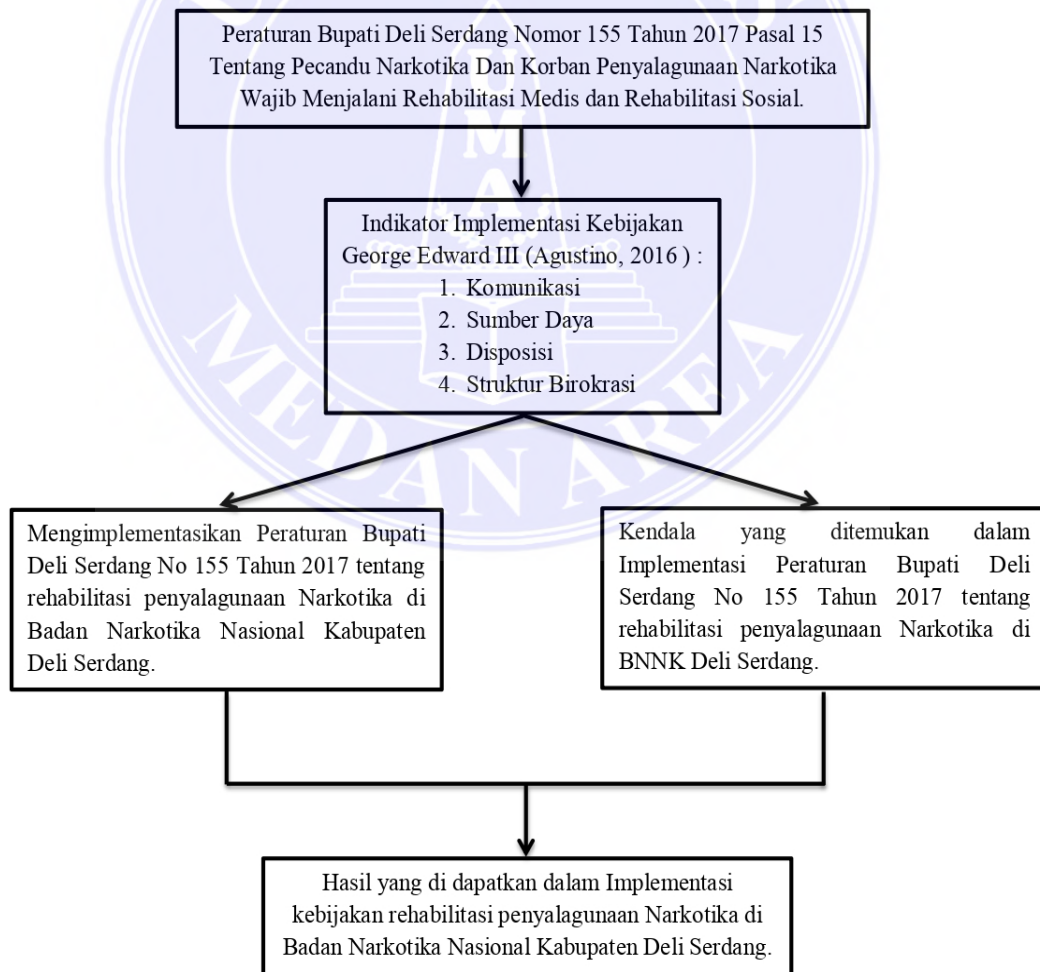 Peraturan Bupati Deli Serdang Nomor 155 Tahun 2017 Pasal 15
Tentang Pecandu Narkotika Dan Korban Penyalagunaan Narkotika
Wajib Menjalani Rehabilitasi Medis dan Rehabilitasi Sosial.
U
M
A
Indikator Implementasi Kebijakan
George Edward III (Agustino, 2016 ) :
1. Komunikasi
2. Sumber Daya
3. Disposisi
4. Struktur Birokrasi
MEDAN AREA
Mengimplementasikan Peraturan Bupati
Deli Serdang No 155 Tahun 2017 tentang
rehabilitasi penyalagunaan Narkotika di
Badan Narkotika Nasional Kabupaten
Deli Serdang.
Kendala yang ditemukan dalam
Implementasi Peraturan Bupati Deli
Serdang No 155 Tahun 2017 tentang
rehabilitasi penyalagunaan Narkotika di
BNNK Deli Serdang.
Hasil yang di dapatkan dalam Implementasi
kebijakan rehabilitasi penyalagunaan Narkotika di
Badan Narkotika Nasional Kabupaten Deli Serdang.